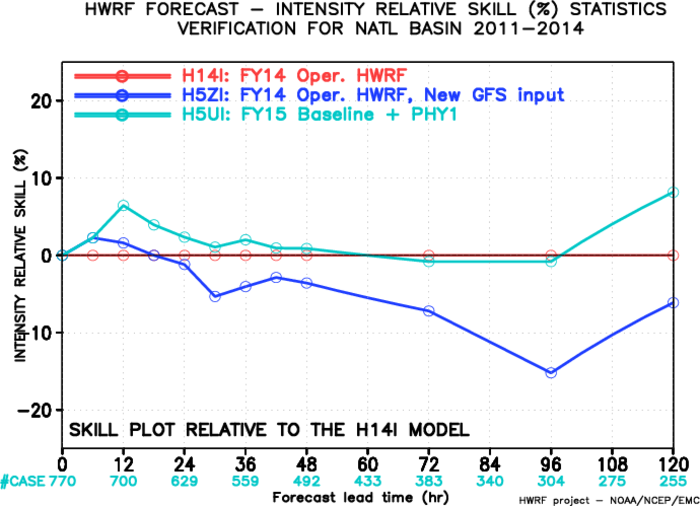 HWRF FORECAST – INTENSITY RELATIVE SKILL (%) STATISTICS
VERIFICATION FOR NATL BASIN 2011–2014
H14I: FY14 Oper. HWRF
H5ZI: FY14 Oper. HWRF, New GFS input
H5UI: FY15 Baseline + PHY1
INTENSITY RELATIVE SKILL (%)
20
10
0
–10
–20
SKILL PLOT RELATIVE TO THE H14I MODEL
0 12 24 36 48 60 72 84 96 108 120
#CASE 770 700 629 559 492 433 383 340 304 275 255
Forecast lead time (hr)
HWRF project – NOAA/NCEP/EMC